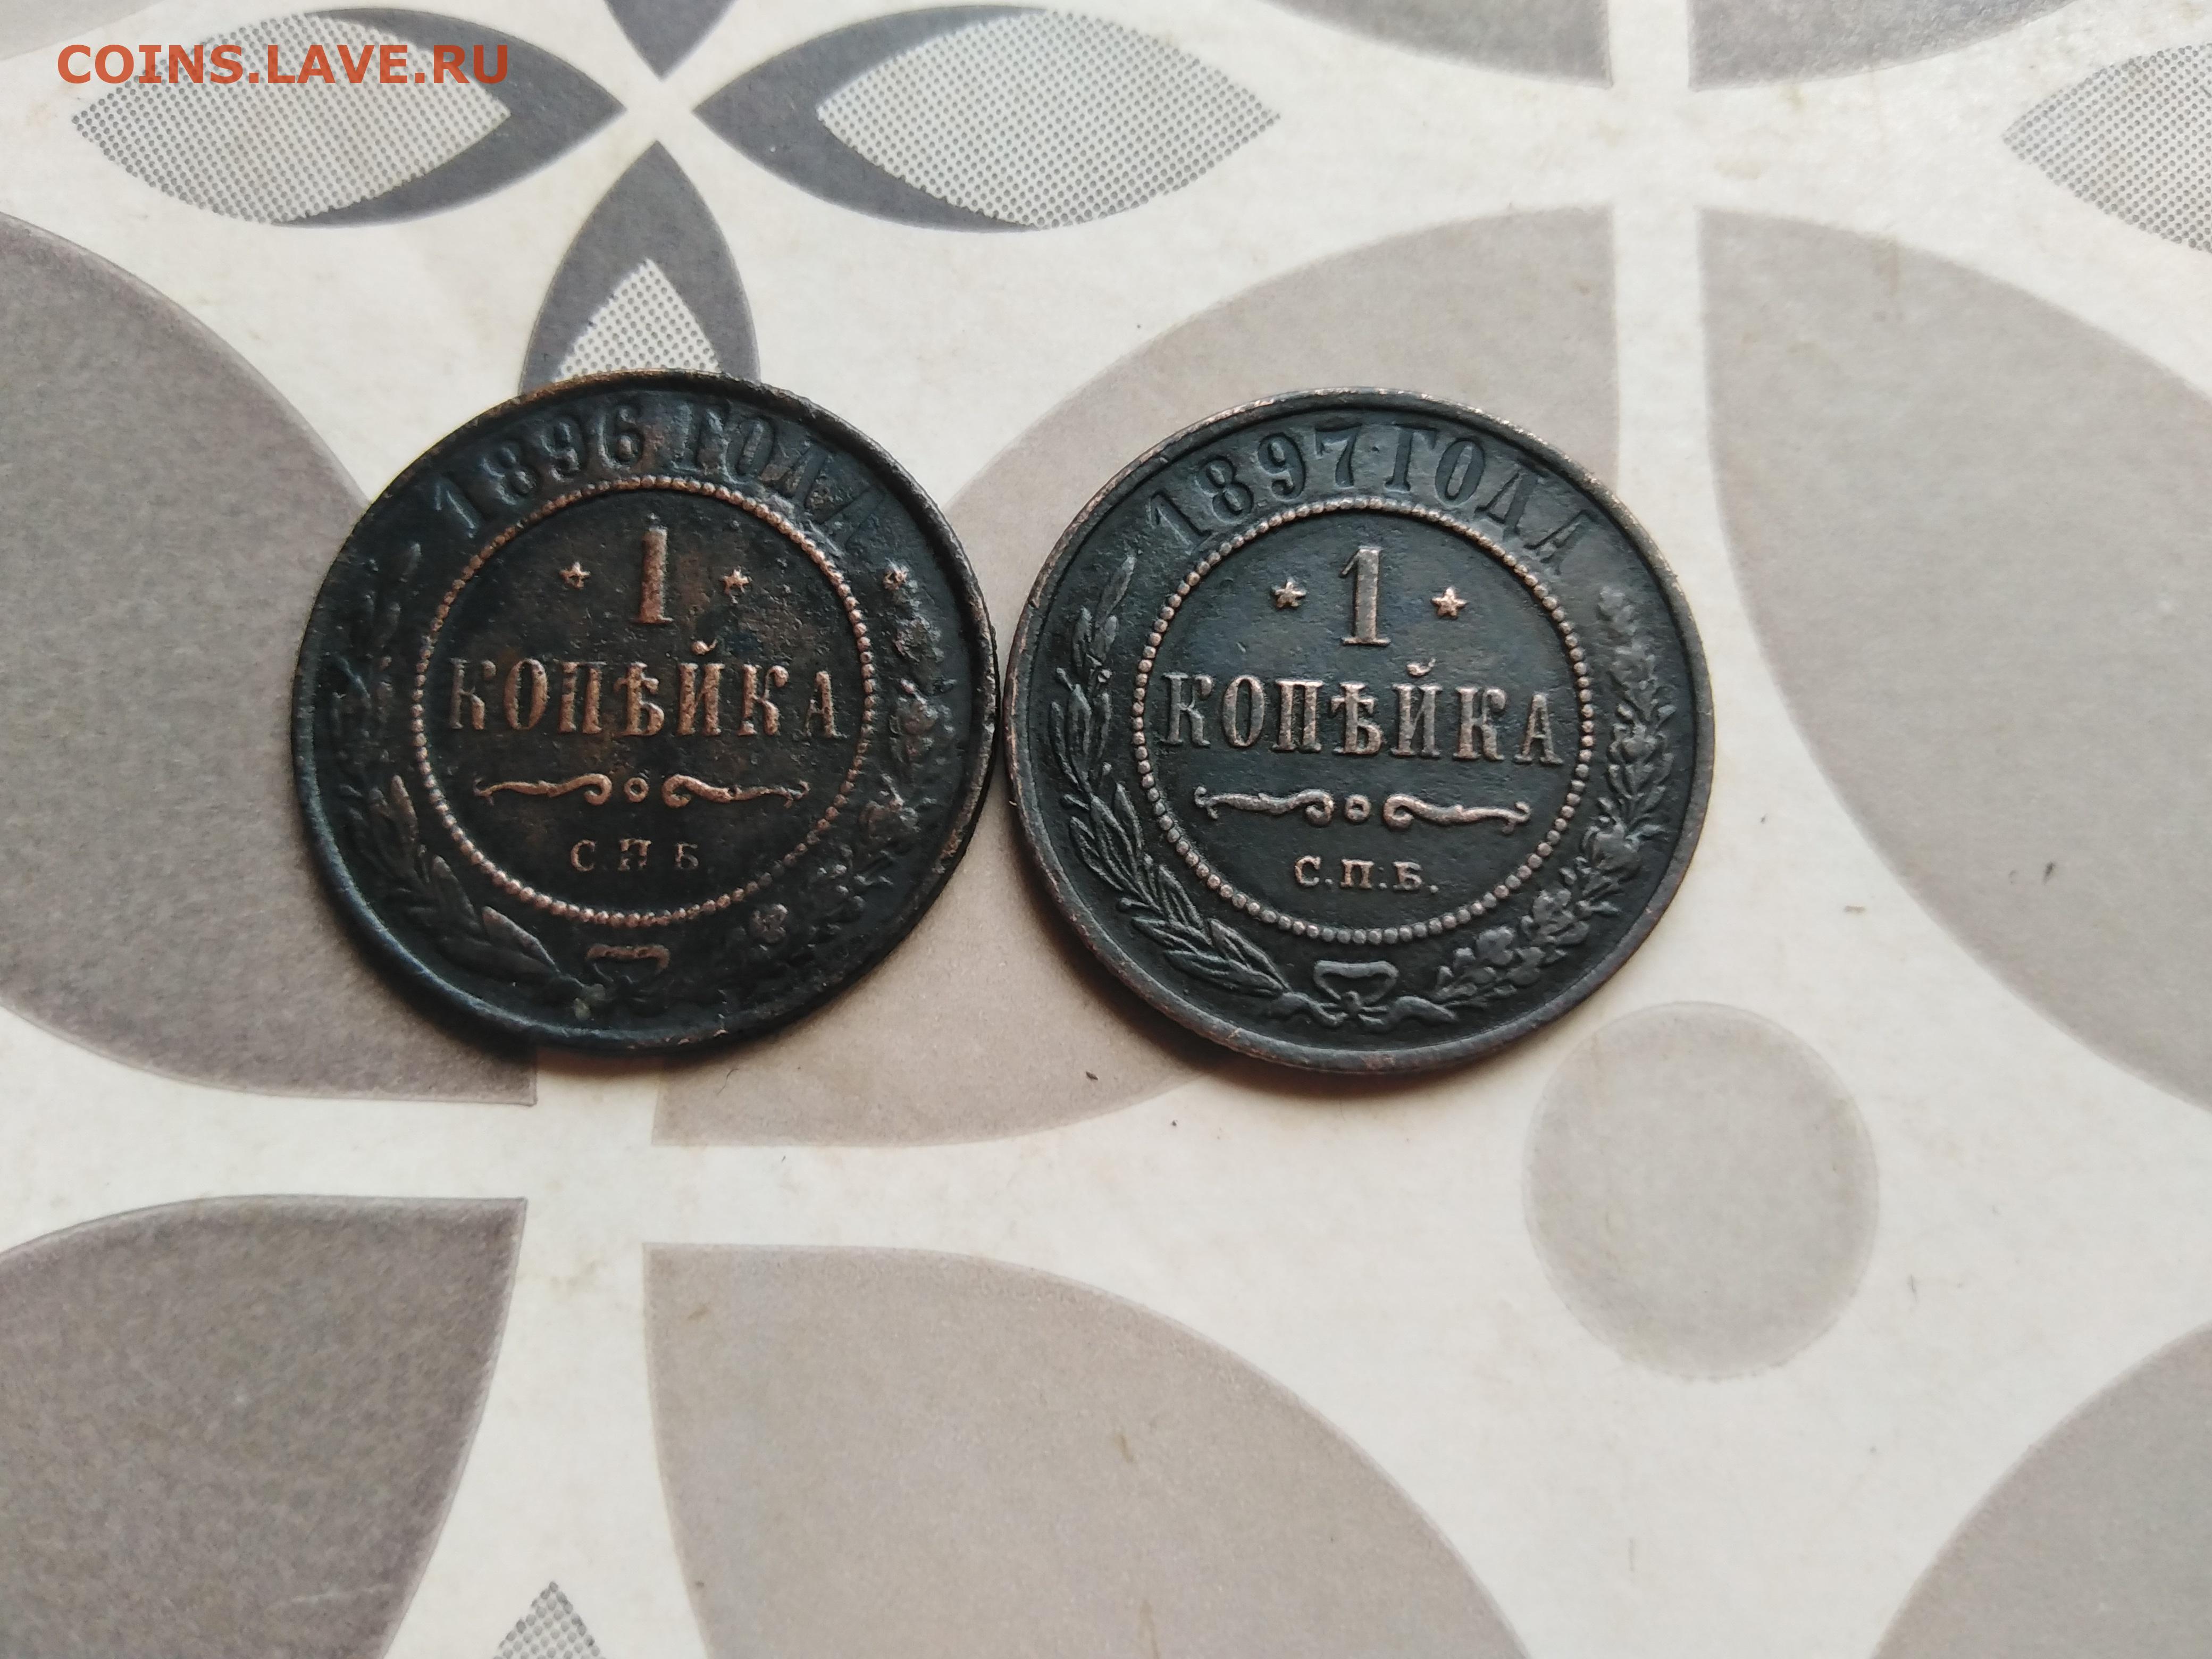 COINS.LAVE.RU
1896 ГОДА
1
КОПѢЙКА
С.П.Б.
1897 ГОДА
1
КОПѢЙКА
С.П.Б.